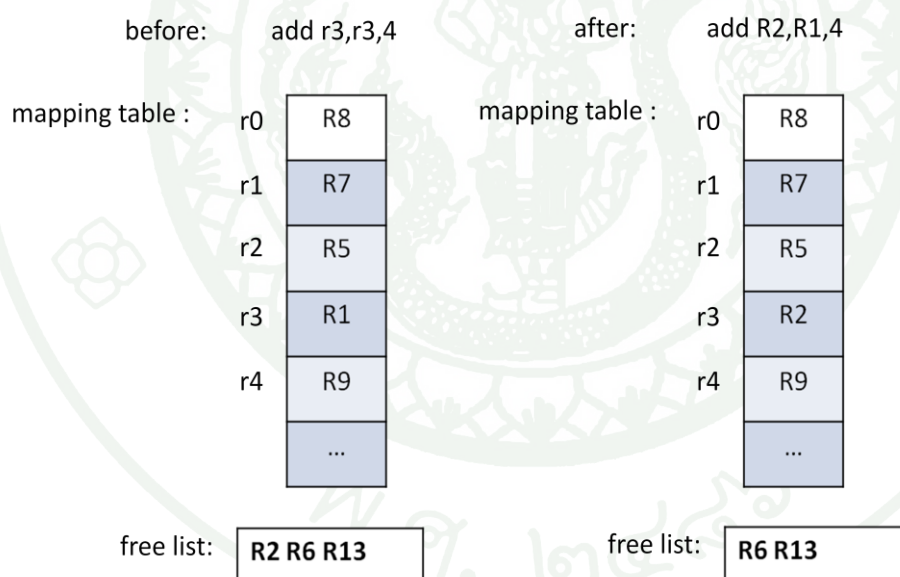 before: add r3,r3,4
mapping table :
r0 R8
r1 R7
r2 R5
r3 R1
r4 R9
...
free list: R2 R6 R13
after: add R2,R1,4
mapping table :
r0 R8
r1 R7
r2 R5
r3 R2
r4 R9
...
free list: R6 R13